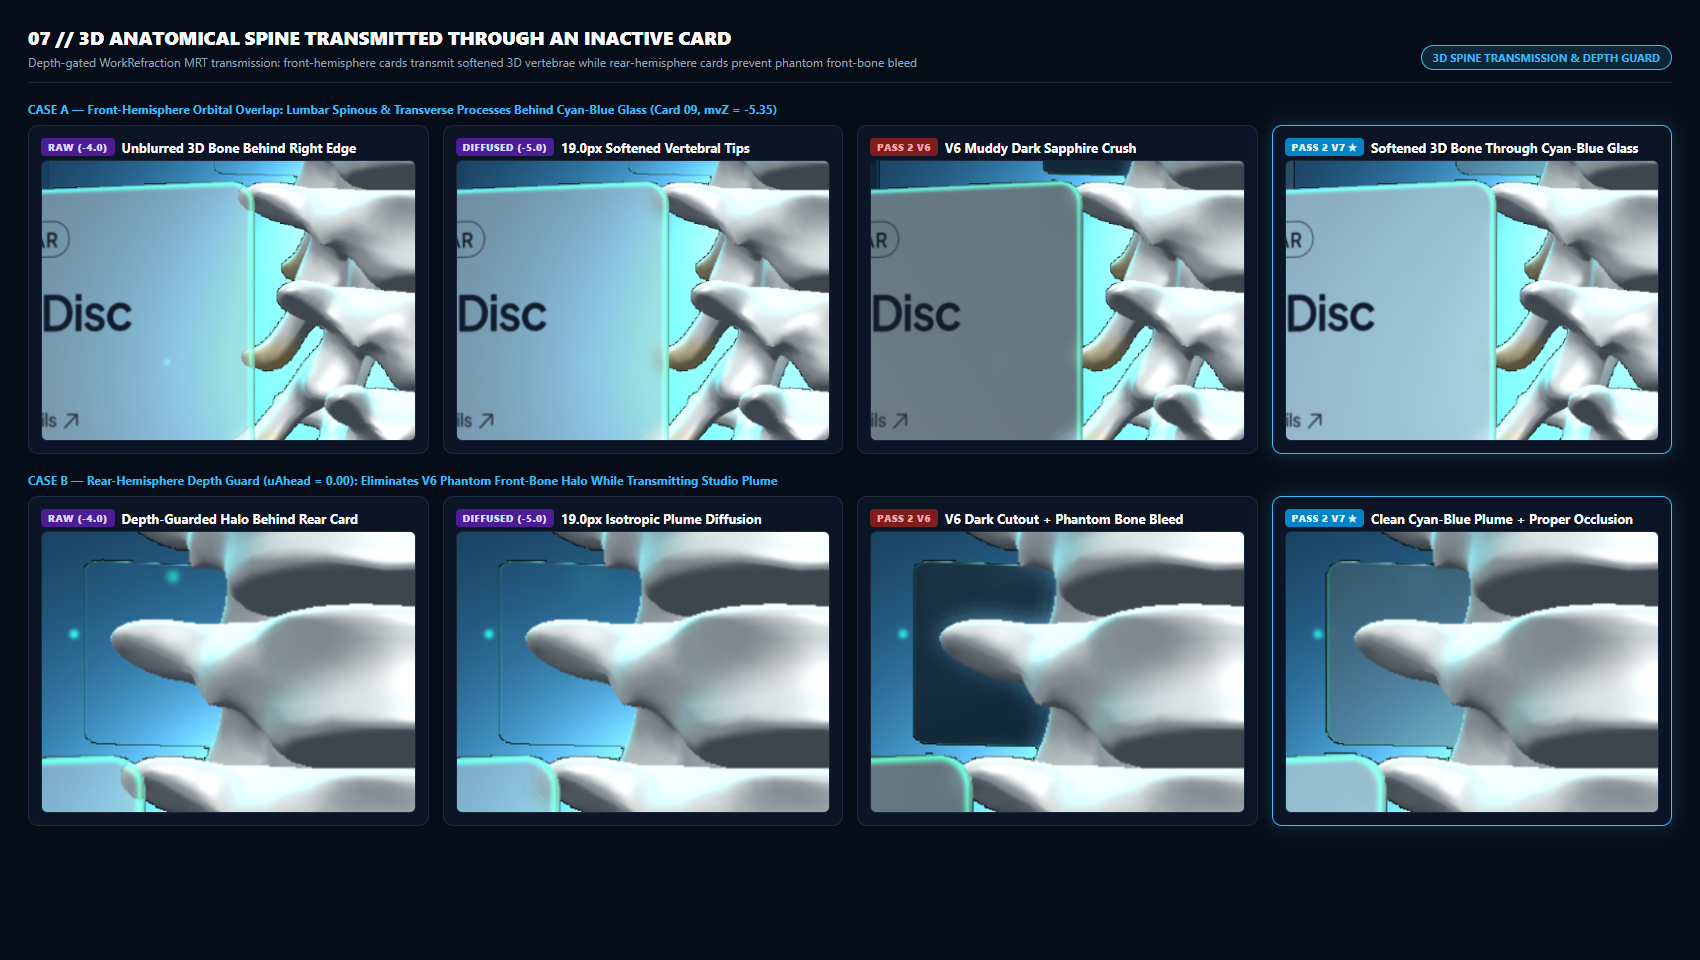 07 // 3D ANATOMICAL SPINE TRANSMITTED THROUGH AN INACTIVE CARD
Depth-gated WorkRefraction MRT transmission: front-hemisphere cards transmit softened 3D vertebrae while rear-hemisphere cards prevent phantom front-bone bleed
3D SPINE TRANSMISSION & DEPTH GUARD
CASE A — Front-Hemisphere Orbital Overlap: Lumbar Spinous & Transverse Processes Behind Cyan-Blue Glass (Card 09, mvZ = -5.35)
RAW (-4.0) Unblurred 3D Bone Behind Right Edge
AR
Disc
ils ↗
DIFFUSED (-5.0) 19.0px Softened Vertebral Tips
AR
Disc
ils ↗
PASS 2 V6 V6 Muddy Dark Sapphire Crush
AR
Disc
ils ↗
PASS 2 V7 ★ Softened 3D Bone Through Cyan-Blue Glass
AR
Disc
ils ↗
CASE B — Rear-Hemisphere Depth Guard (uAhead = 0.00): Eliminates V6 Phantom Front-Bone Halo While Transmitting Studio Plume
RAW (-4.0) Depth-Guarded Halo Behind Rear Card
DIFFUSED (-5.0) 19.0px Isotropic Plume Diffusion
PASS 2 V6 V6 Dark Cutout + Phantom Bone Bleed
PASS 2 V7 ★ Clean Cyan-Blue Plume + Proper Occlusion